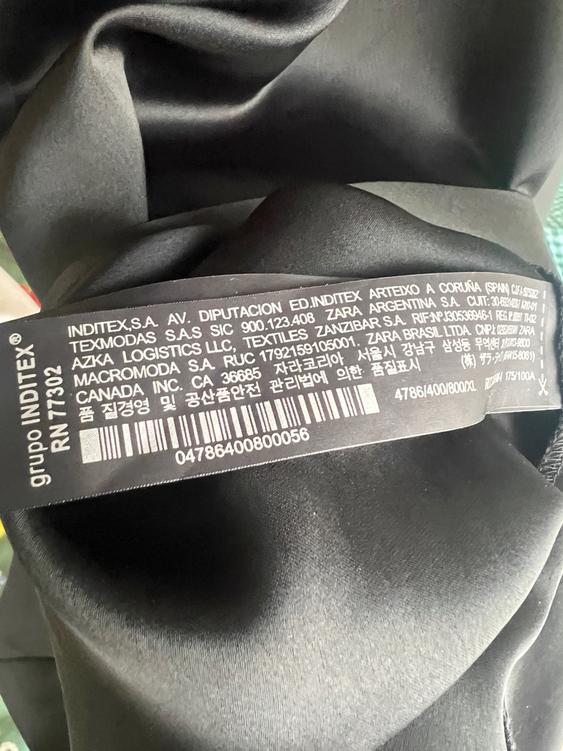 grupo INDITEX®
RN 77302
INDITEX,S.A. AV. DIPUTACION ED.INDITEX ARTEIXO A CORUÑA (SPAIN)
TEXMODAS S.A.S SIC 900.123.408 ZARA ARGENTINA S.A. CUIT:
AZKA LOGISTICS LLC, TEXTILES ZANZIBAR S.A. RIF Nº J30536946-1
MACROMODA S.A. RUC 1792159105001. ZARA BRASIL LTDA. CNPJ:
CANADA INC. CA 36685 자라코리아 서울시 강남구 삼성동
품 질경영 및 공산품안전 관리법에 의한 품질표시
4786/400/800/XL
175/100A
04786400800056